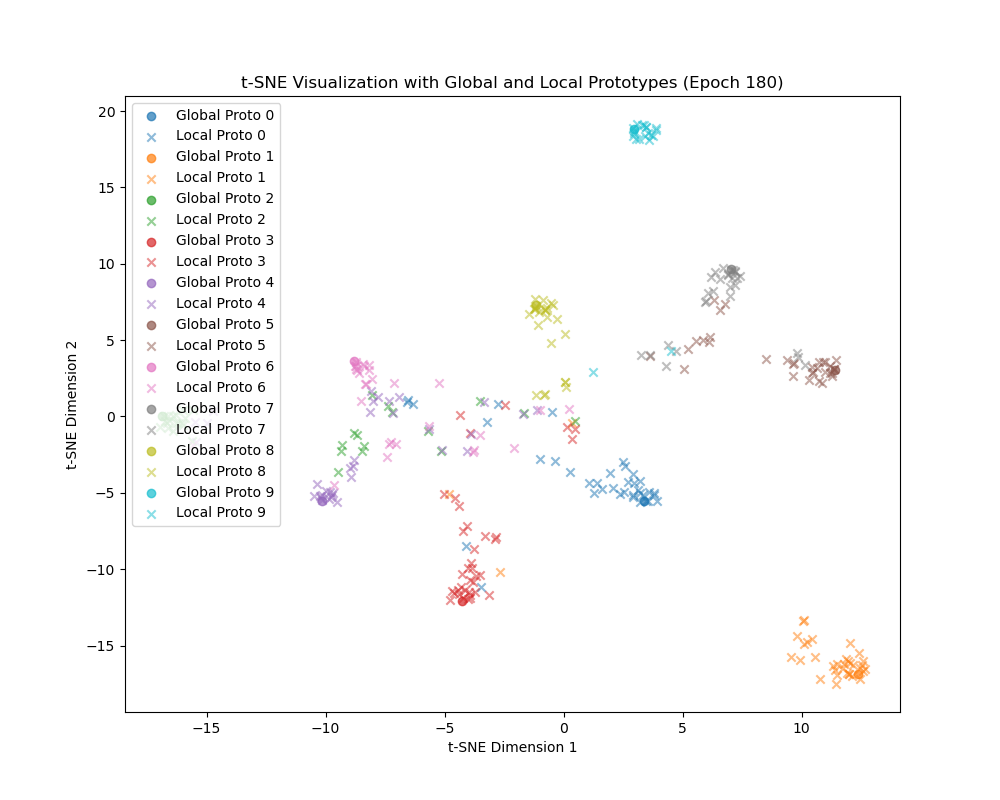 t-SNE Visualization with Global and Local Prototypes (Epoch 180)
20
15
10
5
0
−5
−10
−15
t-SNE Dimension 2
Global Proto 0
Local Proto 0
Global Proto 1
Local Proto 1
Global Proto 2
Local Proto 2
Global Proto 3
Local Proto 3
Global Proto 4
Local Proto 4
Global Proto 5
Local Proto 5
Global Proto 6
Local Proto 6
Global Proto 7
Local Proto 7
Global Proto 8
Local Proto 8
Global Proto 9
Local Proto 9
−15 −10 −5 0 5 10
t-SNE Dimension 1